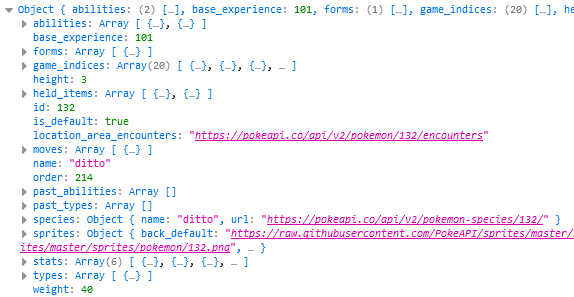 Object { abilities: (2) […], base_experience: 101, forms: (1) […], game_indices: (20) […], he
abilities: Array [ {…}, {…} ]
base_experience: 101
forms: Array [ {…} ]
game_indices: Array(20) [ {…}, {…}, {…}, … ]
height: 3
held_items: Array [ {…}, {…} ]
id: 132
is_default: true
location_area_encounters: "https://pokeapi.co/api/v2/pokemon/132/encounters"
moves: Array [ {…} ]
name: "ditto"
order: 214
past_abilities: Array []
past_types: Array []
species: Object { name: "ditto", url: "https://pokeapi.co/api/v2/pokemon-species/132/" }
sprites: Object { back_default: "https://raw.githubusercontent.com/PokeAPI/sprites/master/
ites/master/sprites/pokemon/132.png", … }
stats: Array(6) [ {…}, {…}, {…}, … ]
types: Array [ {…} ]
weight: 40